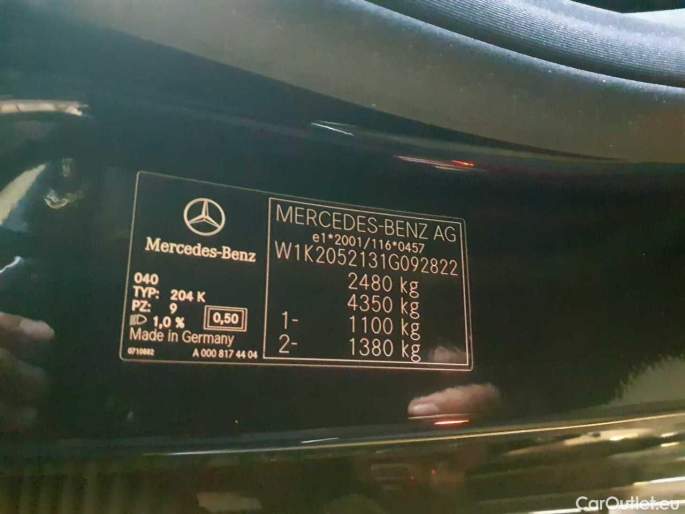 Mercedes-Benz
040
TYP: 204 K
PZ: 9
1,0 %
0,50
Made in Germany
0710882
A 000 817 44 04
MERCEDES-BENZ AG
e1*2001/116*0457
W1K2052131G092822
2480 kg
4350 kg
1- 1100 kg
2- 1380 kg
CarOutlet.eu